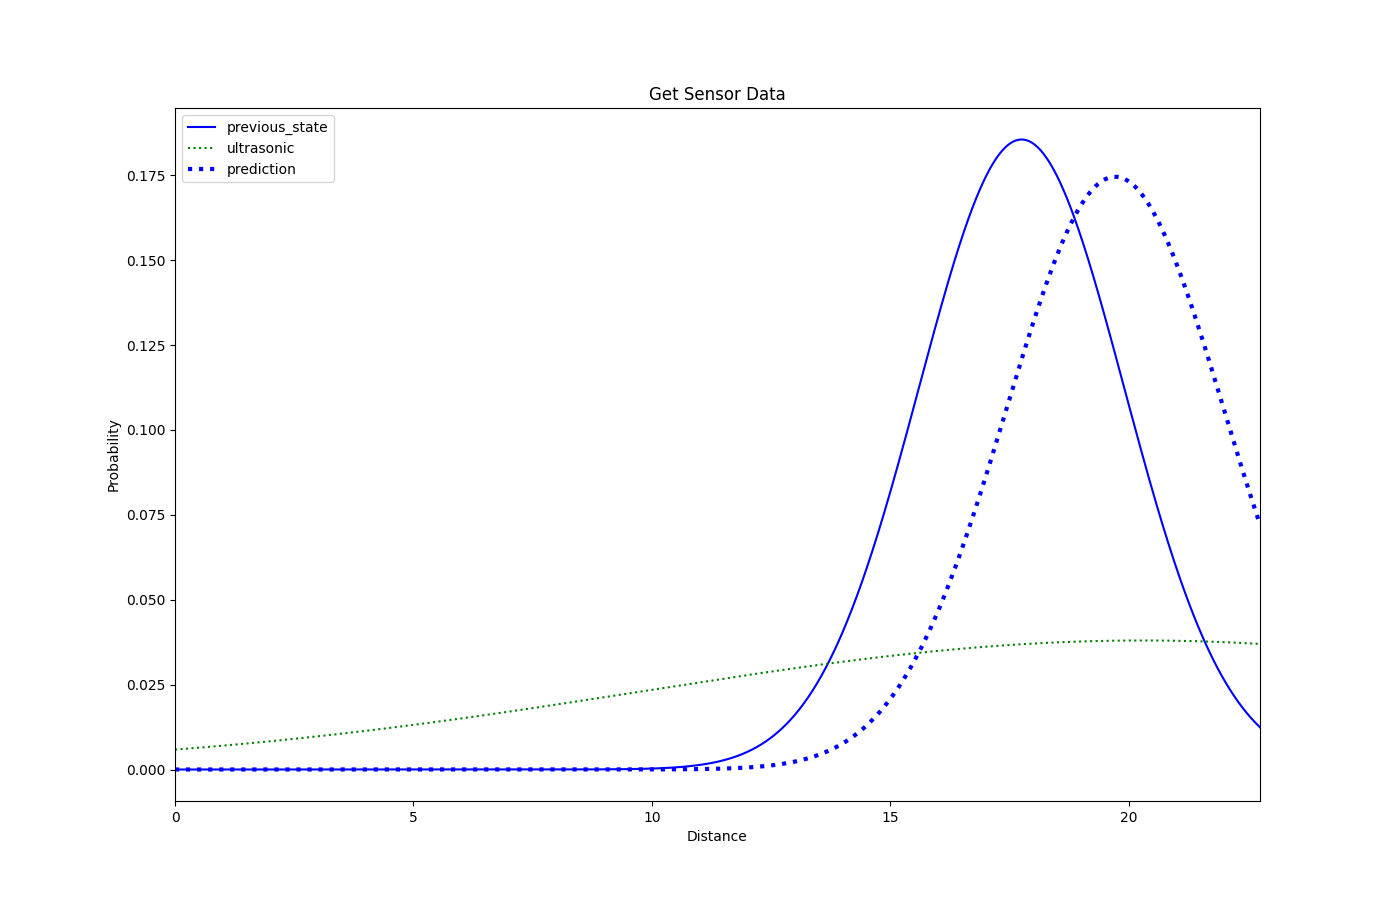 Get Sensor Data
previous_state
ultrasonic
prediction
0.175
0.150
0.125
0.100
0.075
0.050
0.025
0.000
Probability
0 5 10 15 20
Distance